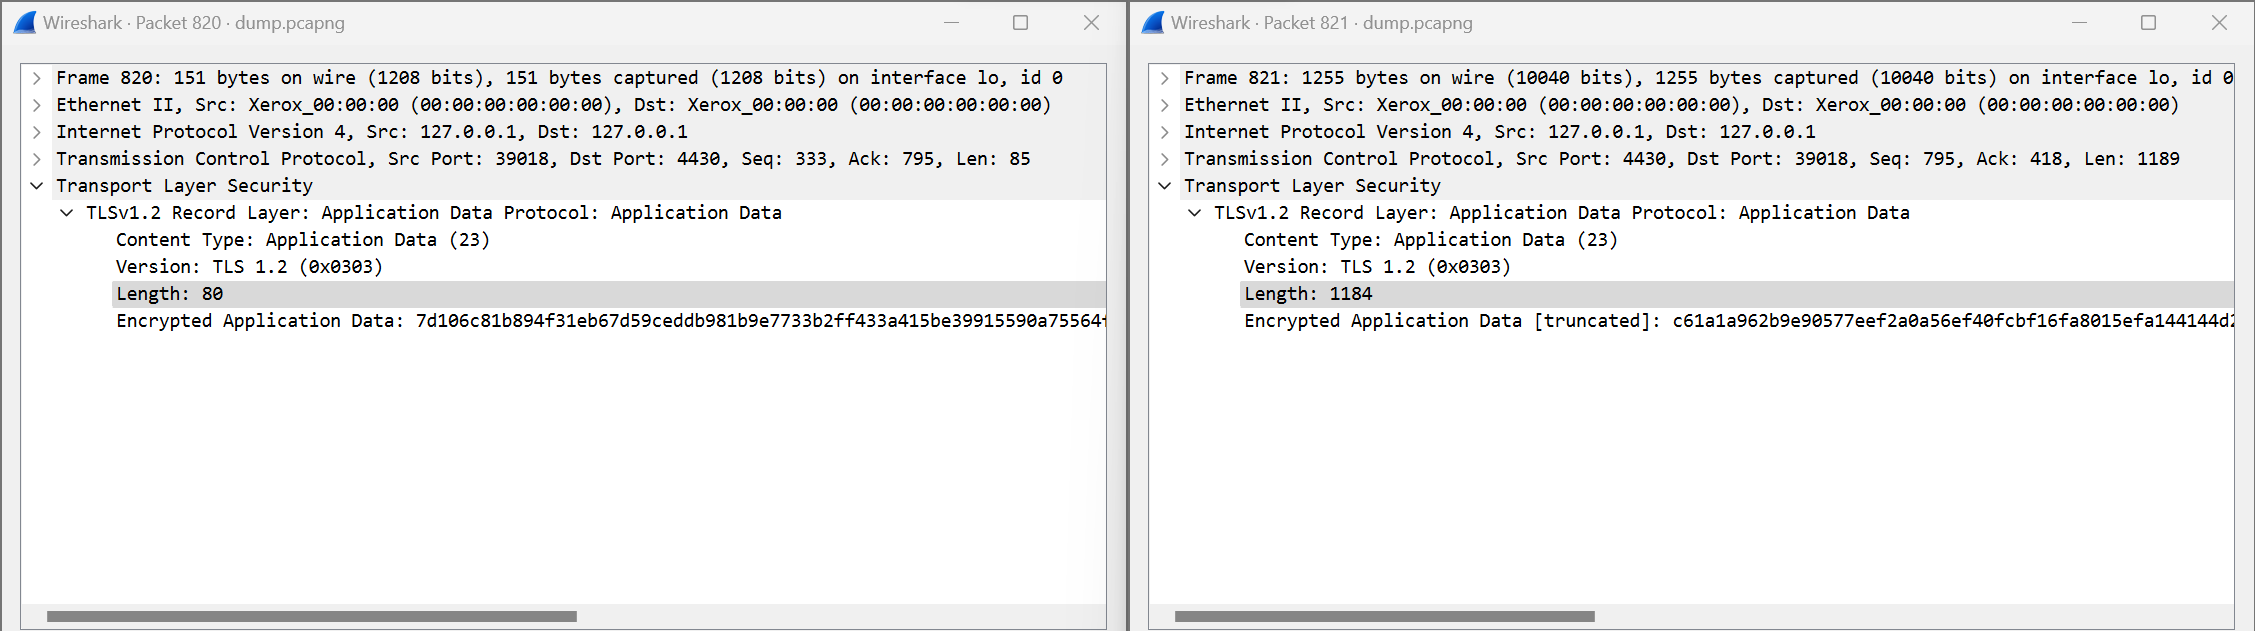 Wireshark · Packet 820 · dump.pcapng
Frame 820: 151 bytes on wire (1208 bits), 151 bytes captured (1208 bits) on interface lo, id 0
Ethernet II, Src: Xerox_00:00:00 (00:00:00:00:00:00), Dst: Xerox_00:00:00 (00:00:00:00:00:00)
Internet Protocol Version 4, Src: 127.0.0.1, Dst: 127.0.0.1
Transmission Control Protocol, Src Port: 39018, Dst Port: 4430, Seq: 333, Ack: 795, Len: 85
Transport Layer Security
TLSv1.2 Record Layer: Application Data Protocol: Application Data
Content Type: Application Data (23)
Version: TLS 1.2 (0x0303)
Length: 80
Encrypted Application Data: 7d106c81b894f31eb67d59ceddb981b9e7733b2ff433a415be39915590a75564f
Wireshark · Packet 821 · dump.pcapng
Frame 821: 1255 bytes on wire (10040 bits), 1255 bytes captured (10040 bits) on interface lo, id 0
Ethernet II, Src: Xerox_00:00:00 (00:00:00:00:00:00), Dst: Xerox_00:00:00 (00:00:00:00:00:00)
Internet Protocol Version 4, Src: 127.0.0.1, Dst: 127.0.0.1
Transmission Control Protocol, Src Port: 4430, Dst Port: 39018, Seq: 795, Ack: 418, Len: 1189
Transport Layer Security
TLSv1.2 Record Layer: Application Data Protocol: Application Data
Content Type: Application Data (23)
Version: TLS 1.2 (0x0303)
Length: 1184
Encrypted Application Data [truncated]: c61a1a962b9e90577eef2a0a56ef40fcbf16fa8015efa144144d2